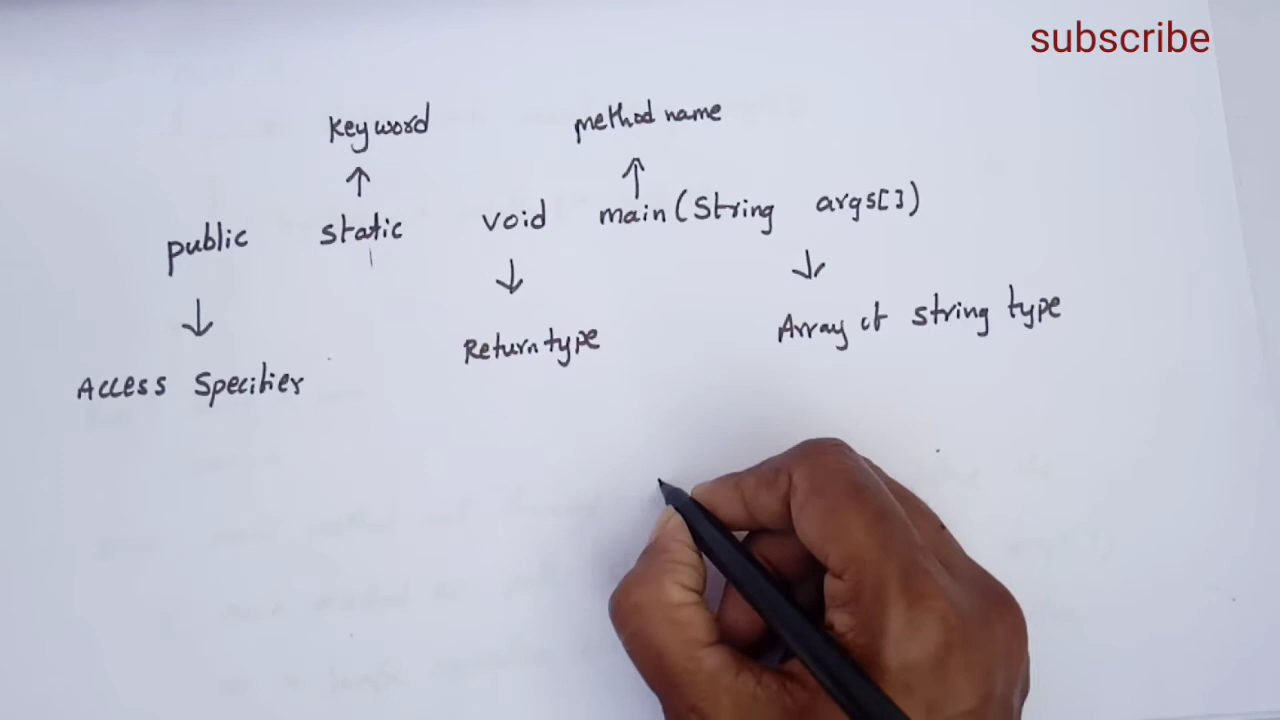 subscribe
keyword method name
public static void main(String args[])
Return type Array of string type
Access Specifier